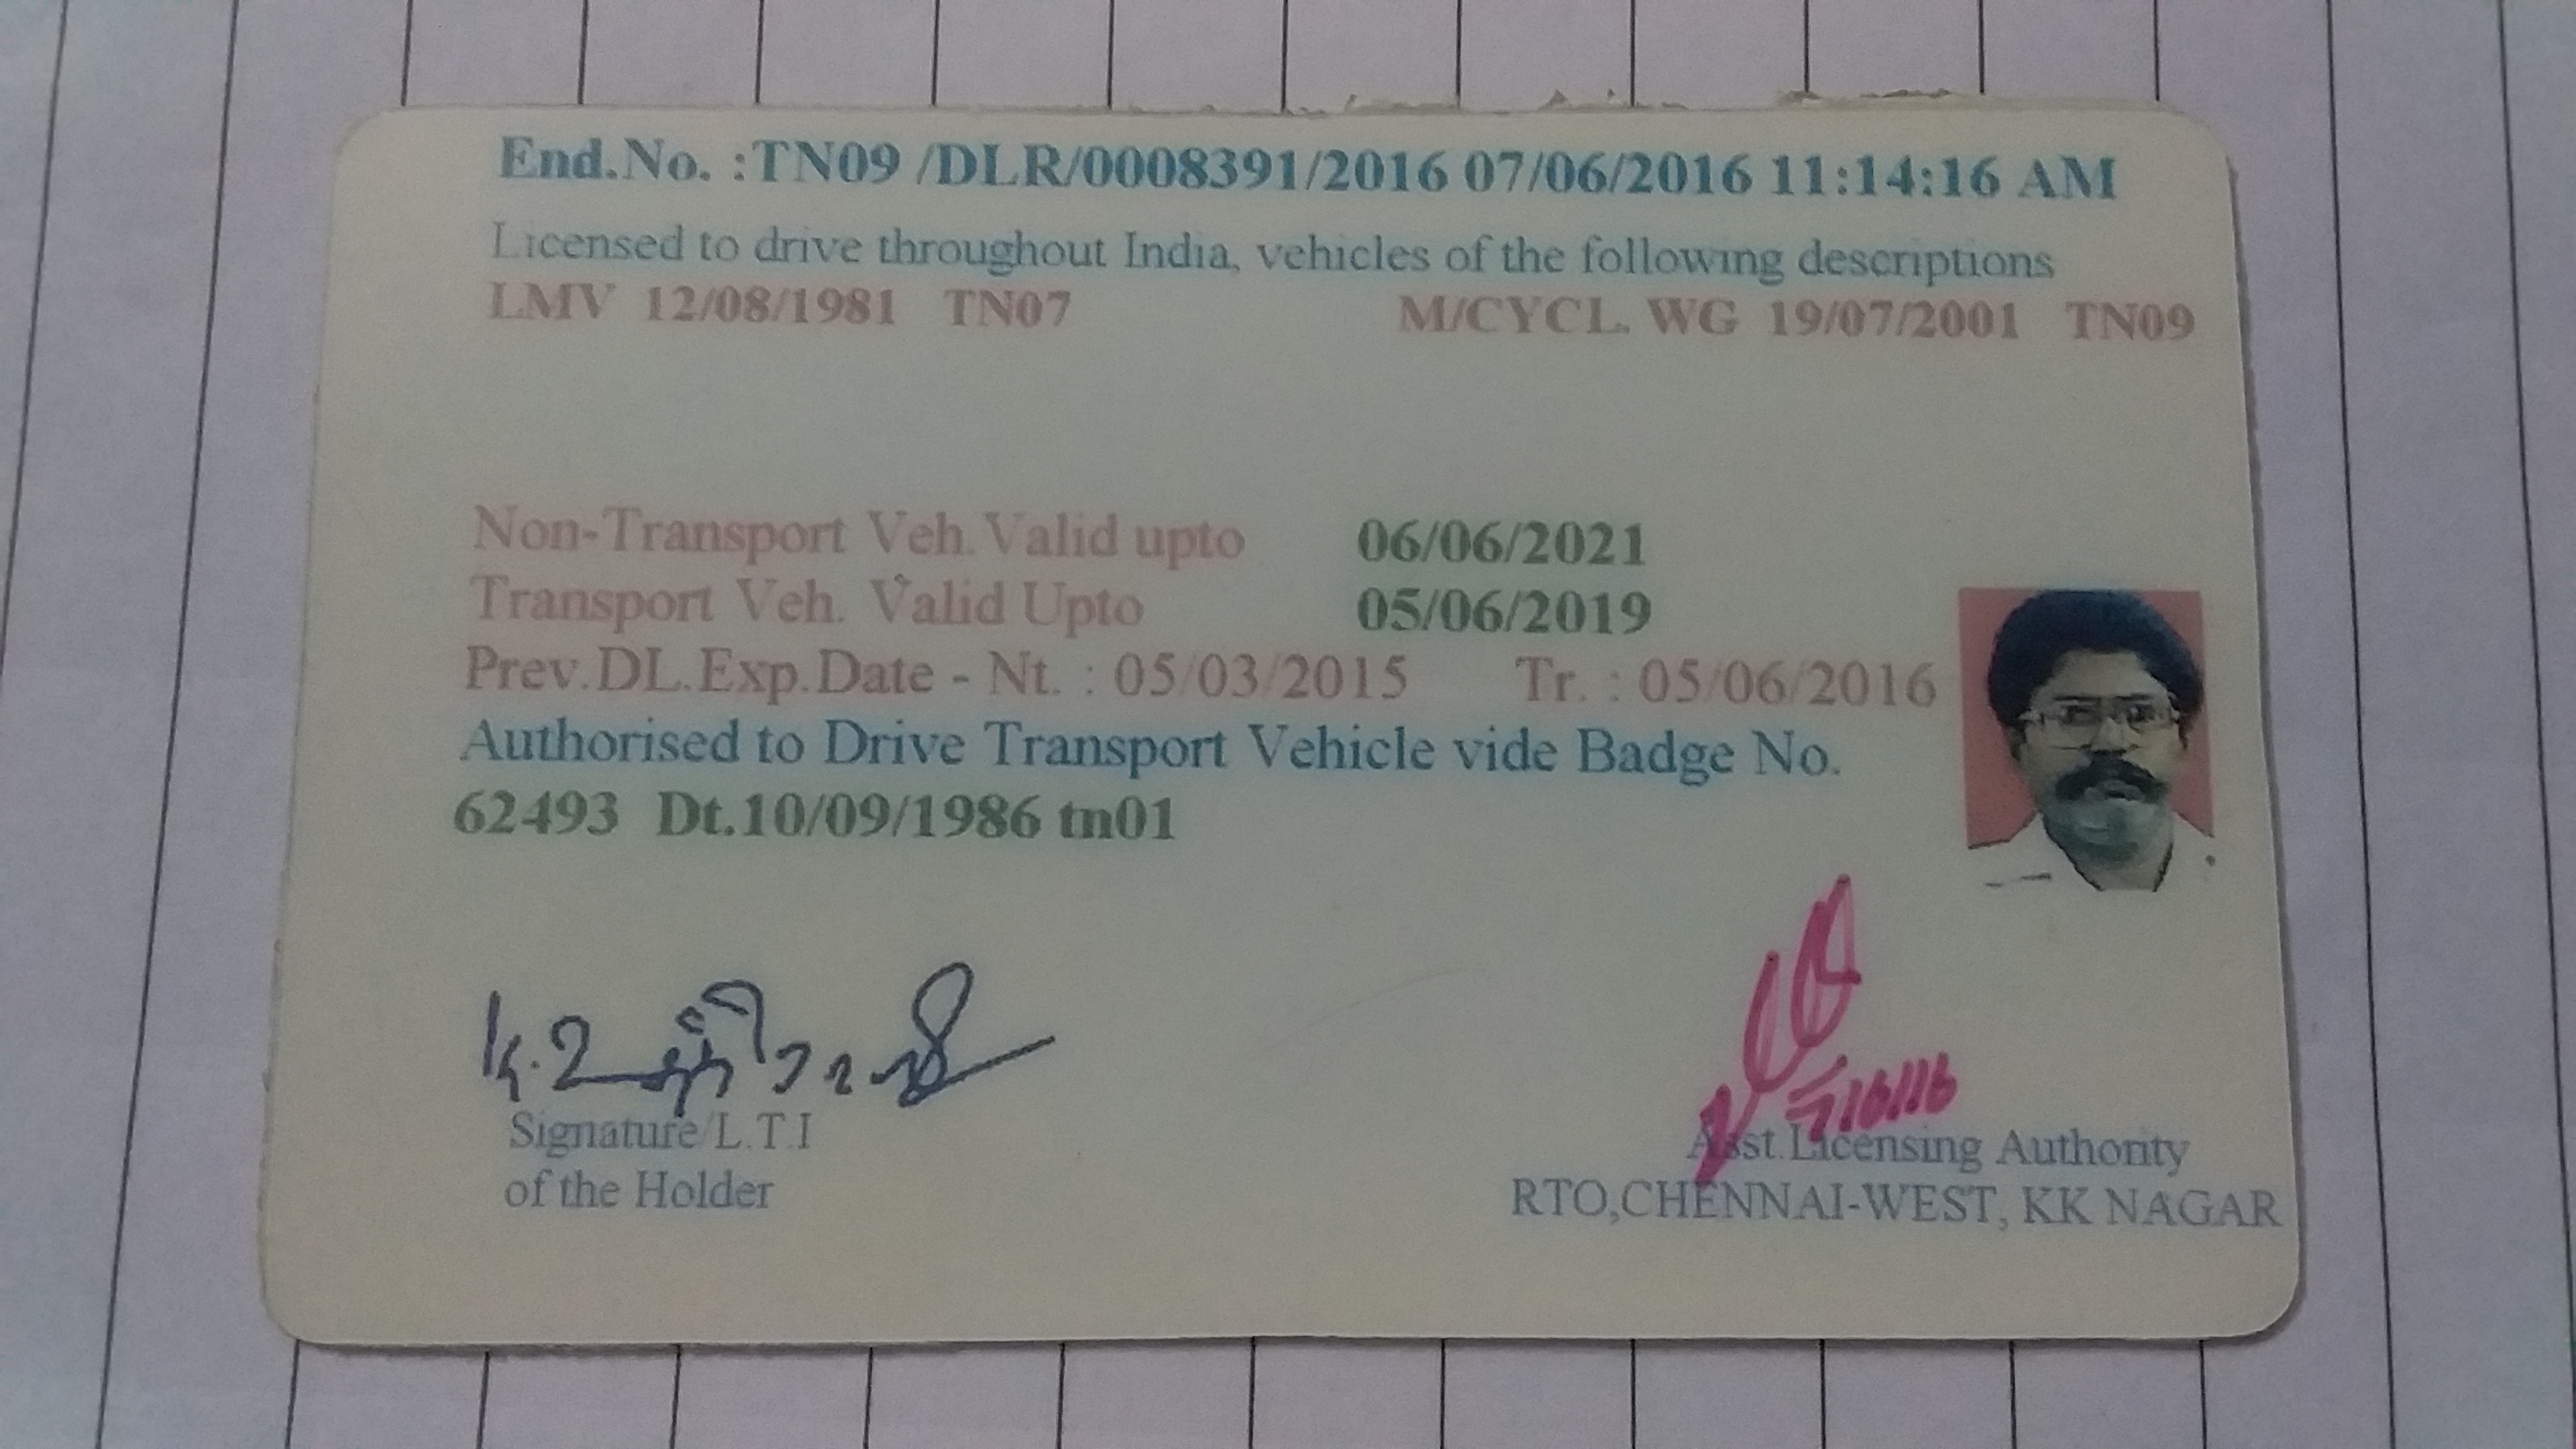 End.No. :TN09 /DLR/0008391/2016 07/06/2016 11:14:16 AM
Licensed to drive throughout India, vehicles of the following descriptions
LMV 12/08/1981 TN07 M/CYCL. WG 19/07/2001 TN09
Non-Transport Veh.Valid upto 06/06/2021
Transport Veh. Valid Upto 05/06/2019
Prev.DL.Exp.Date - Nt. : 05/03/2015 Tr. : 05/06/2016
Authorised to Drive Transport Vehicle vide Badge No.
62493 Dt.10/09/1986 tn01
7/6/16
Signature/L.T.I
of the Holder
Asst.Licensing Authority
RTO,CHENNAI-WEST, KK NAGAR